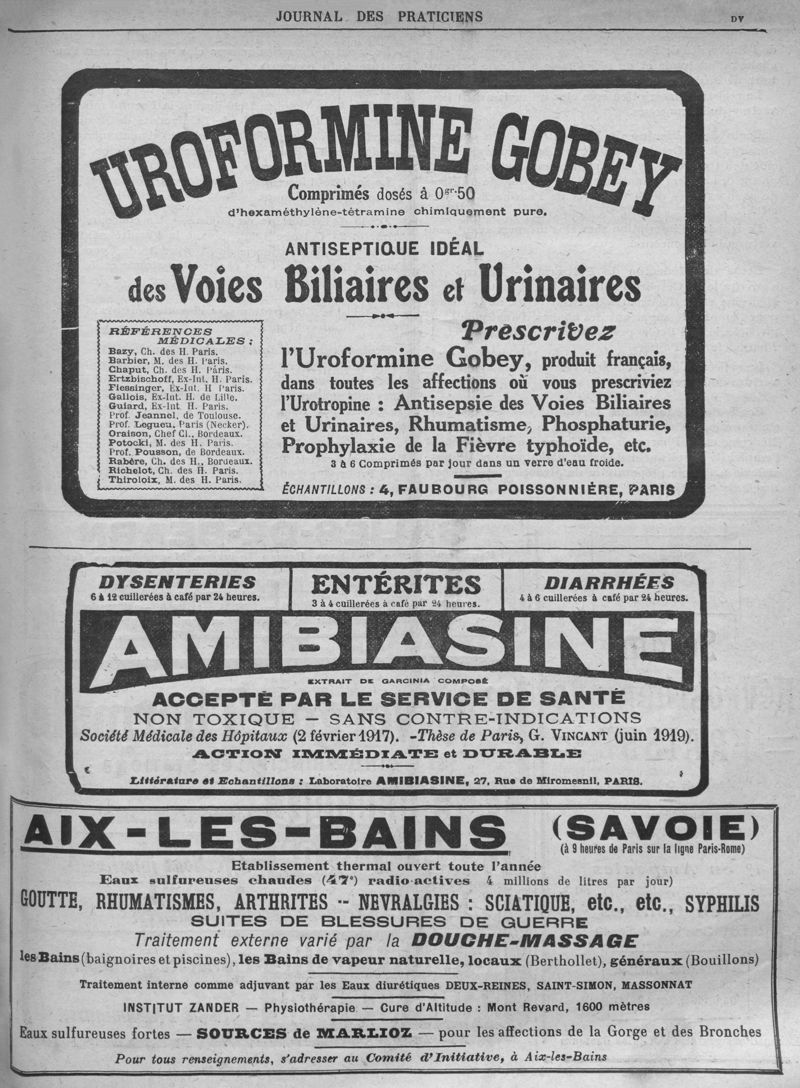 JOURNAL DES PRATICIENS
DV
UROFORMINE GOBEY
Comprimés dosés à 0gr.50
d'hexaméthylène-tétramine chimiquement pure.
ANTISEPTIQUE IDÉAL
des Voies Biliaires et Urinaires
RÉFÉRENCES
MÉDICALES :
Bazy, Ch. des H. Paris.
Barbier, M. des H. Paris.
Chaput, Ch. des H. Paris.
Ertzbischoff, Ex-Int. H. Paris.
Flessinger, Ex-Int. H Paris.
Gallois, Ex-Int. H. de Lille.
Guiard, Ex-Int H. Paris.
Prof. Jeannel, de Toulouse.
Prof. Legueu, Paris (Necker).
Oraison, Chef Cl., Bordeaux.
Potocki, M. des H. Paris.
Prof. Pousson, de Bordeaux.
Rabère, Ch. des H., Bordeaux.
Richelot, Ch. des H. Paris.
Thiroloix, M. des H. Paris.
Prescrivez
l'Uroformine Gobey, produit français,
dans toutes les affections où vous prescriviez
l'Urotropine : Antisepsie des Voies Biliaires
et Urinaires, Rhumatisme, Phosphaturie,
Prophylaxie de la Fièvre typhoïde, etc.
3 à 6 Comprimés par jour dans un verre d'eau froide.
ÉCHANTILLONS : 4, FAUBOURG POISSONNIÈRE, PARIS
DYSENTERIES
6 à 12 cuillerées à café par 24 heures.
ENTÉRITES
3 à 4 cuillerées à café par 24 heures.
DIARRHÉES
4 à 6 cuillerées à café par 24 heures.
AMIBIASINE
EXTRAIT DE GARCINIA COMPOSÉ
ACCEPTÉ PAR LE SERVICE DE SANTÉ
NON TOXIQUE — SANS CONTRE-INDICATIONS
Société Médicale des Hôpitaux (2 février 1917). -Thèse de Paris, G. VINCANT (juin 1919).
ACTION IMMÉDIATE et DURABLE
Littérature et Echantillons : Laboratoire AMIBIASINE, 27, Rue de Miromesnil, PARIS.
AIX-LES-BAINS (SAVOIE)
(à 9 heures de Paris sur la ligne Paris-Rome)
Etablissement thermal ouvert toute l'année
Eaux sulfureuses chaudes (47°) radio-actives 4 millions de litres par jour)
GOUTTE, RHUMATISMES, ARTHRITES -- NEVRALGIES : SCIATIQUE, etc., etc., SYPHILIS
SUITES DE BLESSURES DE GUERRE
Traitement externe varié par la DOUCHE-MASSAGE
les Bains (baignoires et piscines), les Bains de vapeur naturelle, locaux (Berthollet), généraux (Bouillons)
Traitement interne comme adjuvant par les Eaux diurétiques DEUX-REINES, SAINT-SIMON, MASSONNAT
INSTITUT ZANDER — Physiothérapie — Cure d'Altitude : Mont Revard, 1600 mètres
Eaux sulfureuses fortes — SOURCES de MARLIOZ — pour les affections de la Gorge et des Bronches
Pour tous renseignements, s'adresser au Comité d'Initiative, à Aix-les-Bains